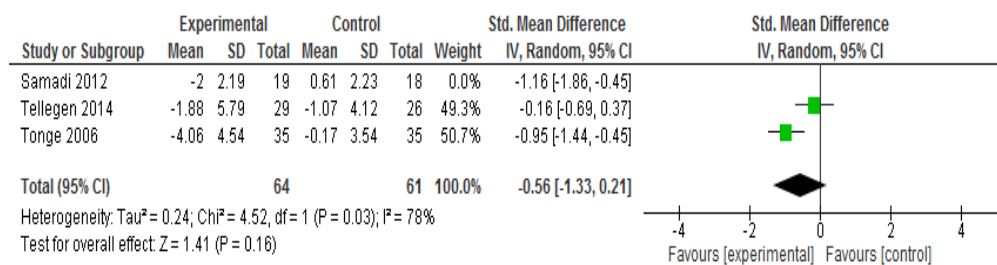 Experimental Control Std. Mean Difference Std. Mean Difference
Study or Subgroup Mean SD Total Mean SD Total Weight IV, Random, 95% CI IV, Random, 95% CI
Samadi 2012 -2 2.19 19 0.61 2.23 18 0.0% -1.16 [-1.86, -0.45]
Tellegen 2014 -1.88 5.79 29 -1.07 4.12 26 49.3% -0.16 [-0.69, 0.37]
Tonge 2006 -4.06 4.54 35 -0.17 3.54 35 50.7% -0.95 [-1.44, -0.45]
Total (95% CI) 64 61 100.0% -0.56 [-1.33, 0.21]
Heterogeneity: Tau² = 0.24; Chi² = 4.52, df = 1 (P = 0.03); I² = 78%
Test for overall effect: Z = 1.41 (P = 0.16)
-4 -2 0 2 4
Favours [experimental] Favours [control]